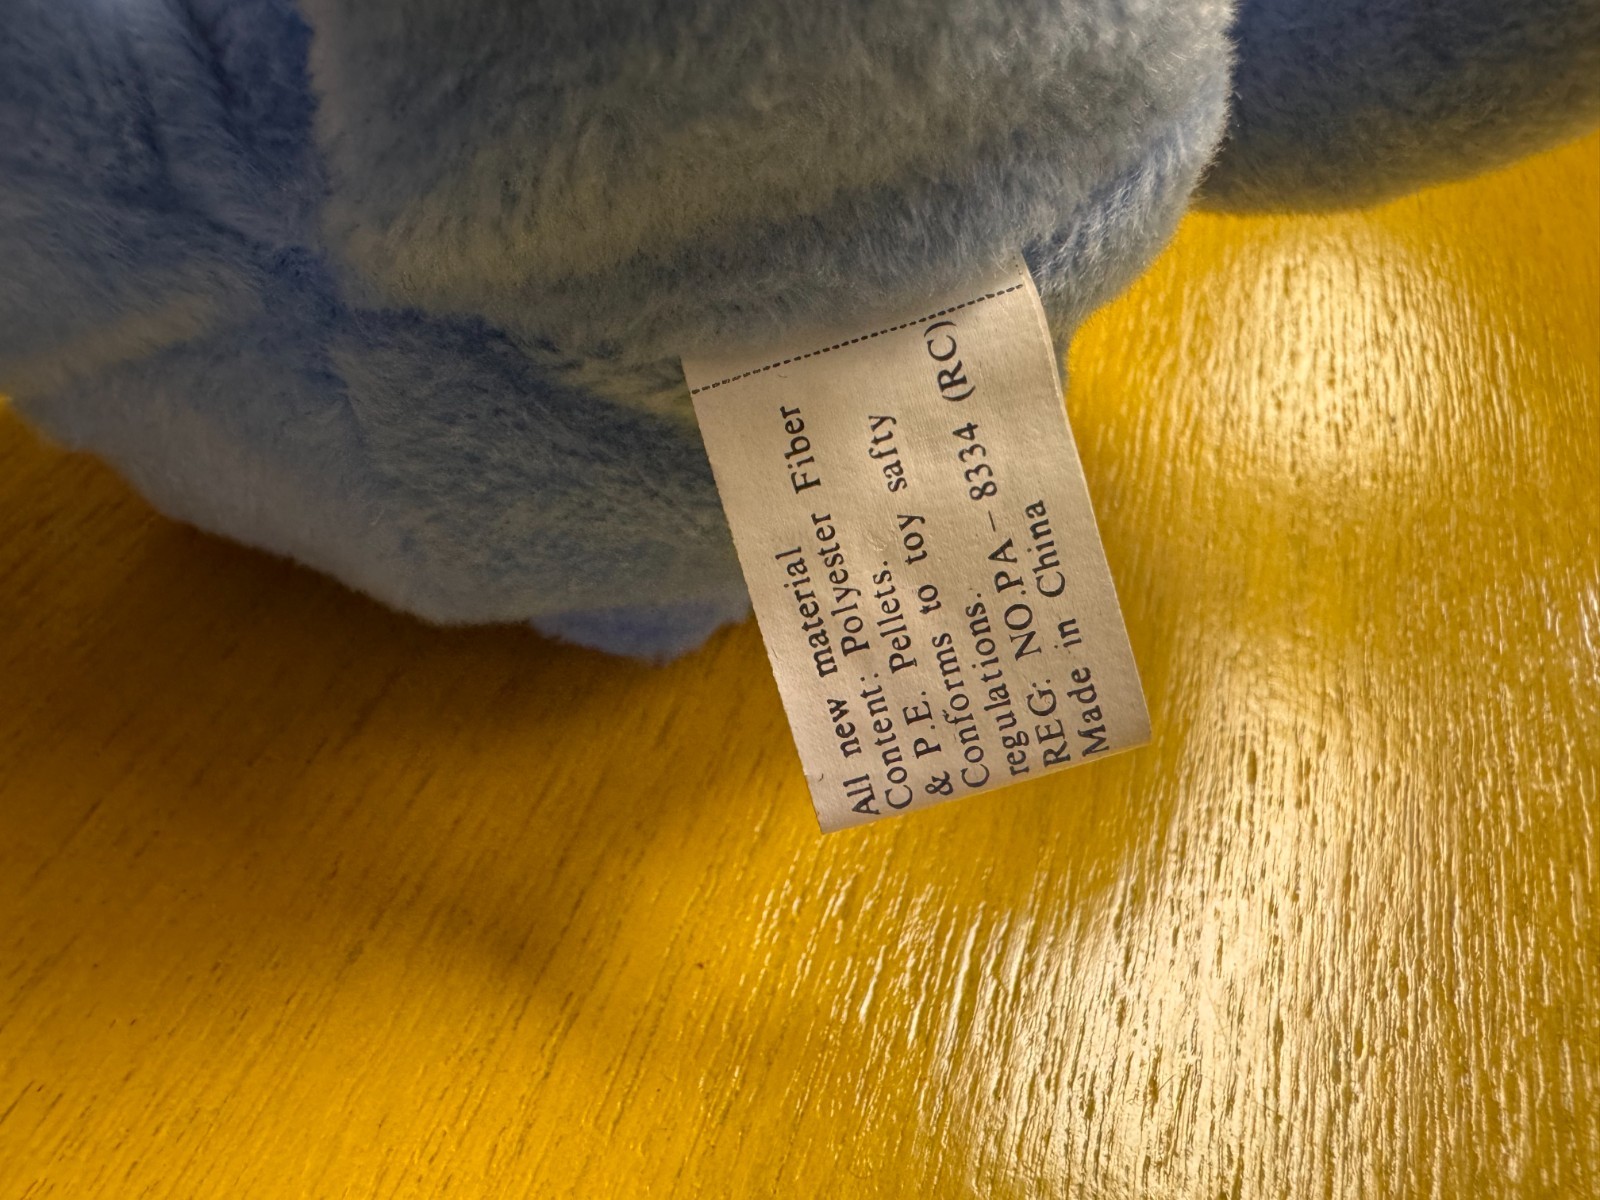 All new material
Content: Polyester Fiber
& P.E. Pellets.
Conforms to toy safty
regulations.
REG: NO.PA - 8334 (RC)
Made in China